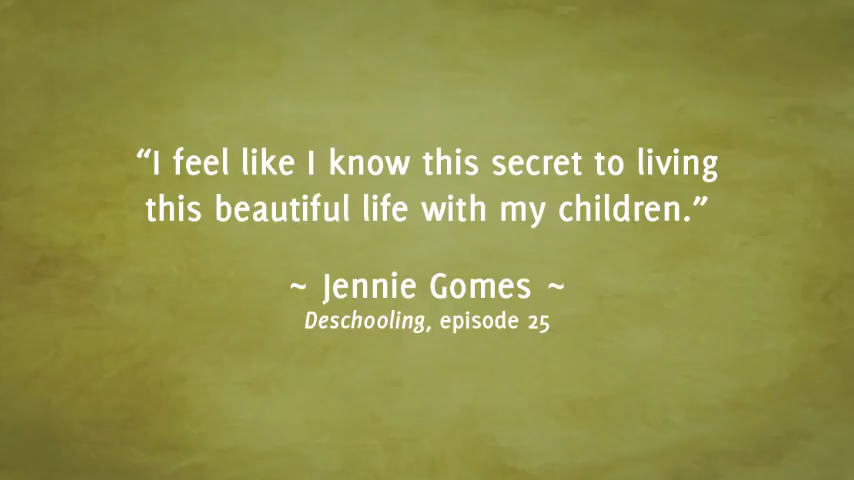 “I feel like I know this secret to living
this beautiful life with my children.”
~ Jennie Gomes ~
Deschooling, episode 25